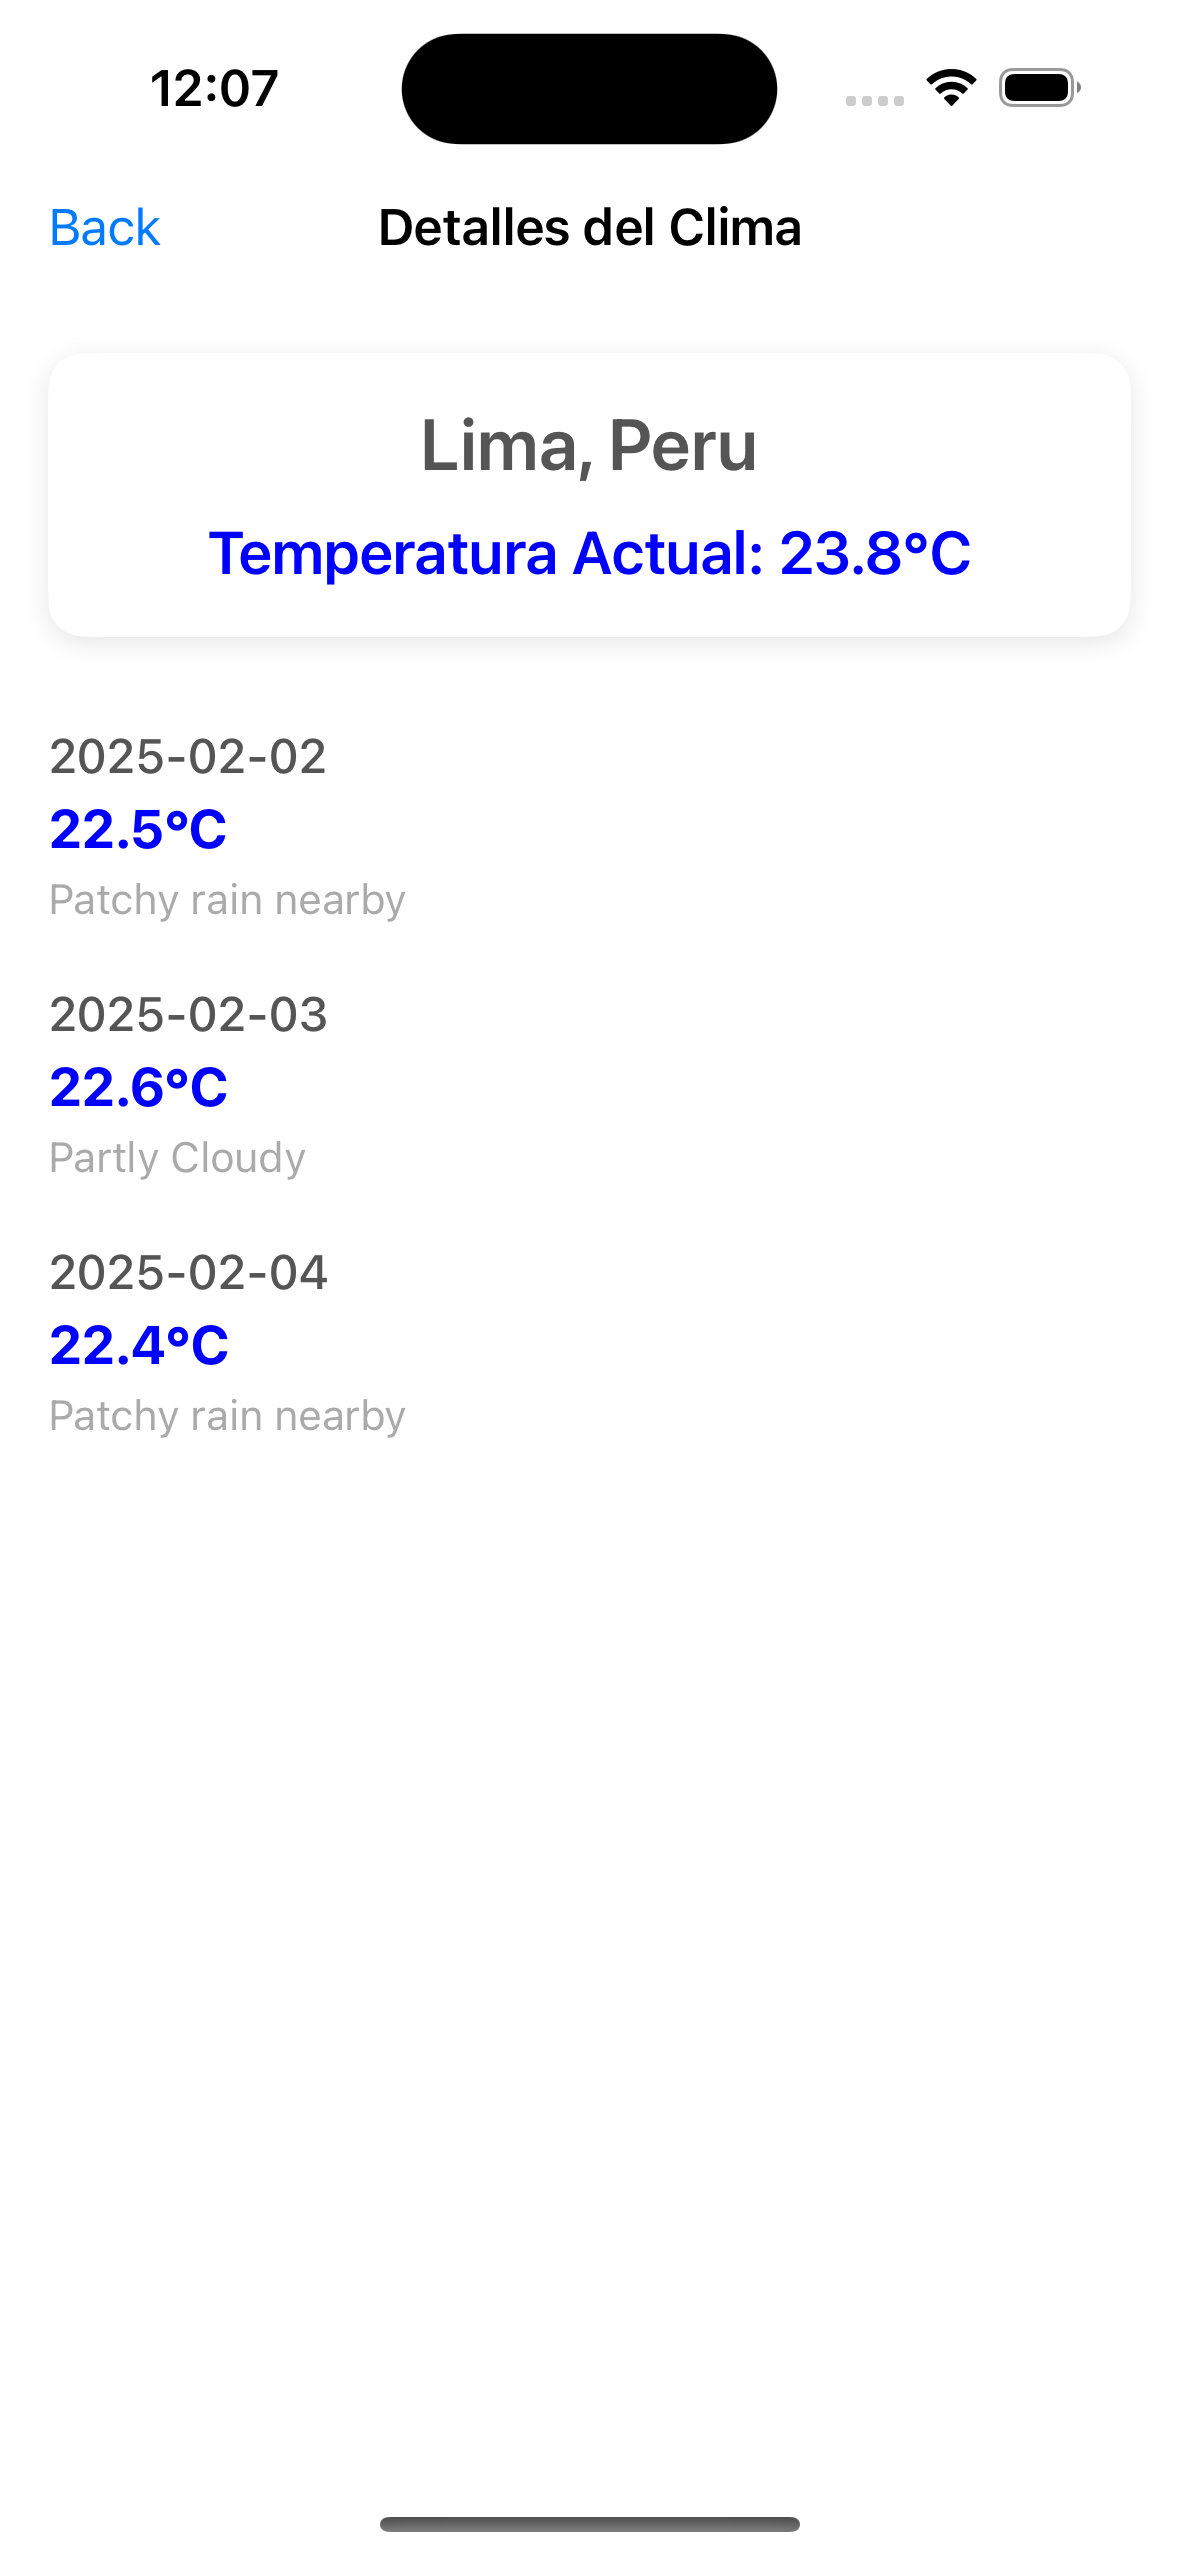 12:07
Back
Detalles del Clima
Lima, Peru
Temperatura Actual: 23.8°C
2025-02-02
22.5°C
Patchy rain nearby
2025-02-03
22.6°C
Partly Cloudy
2025-02-04
22.4°C
Patchy rain nearby